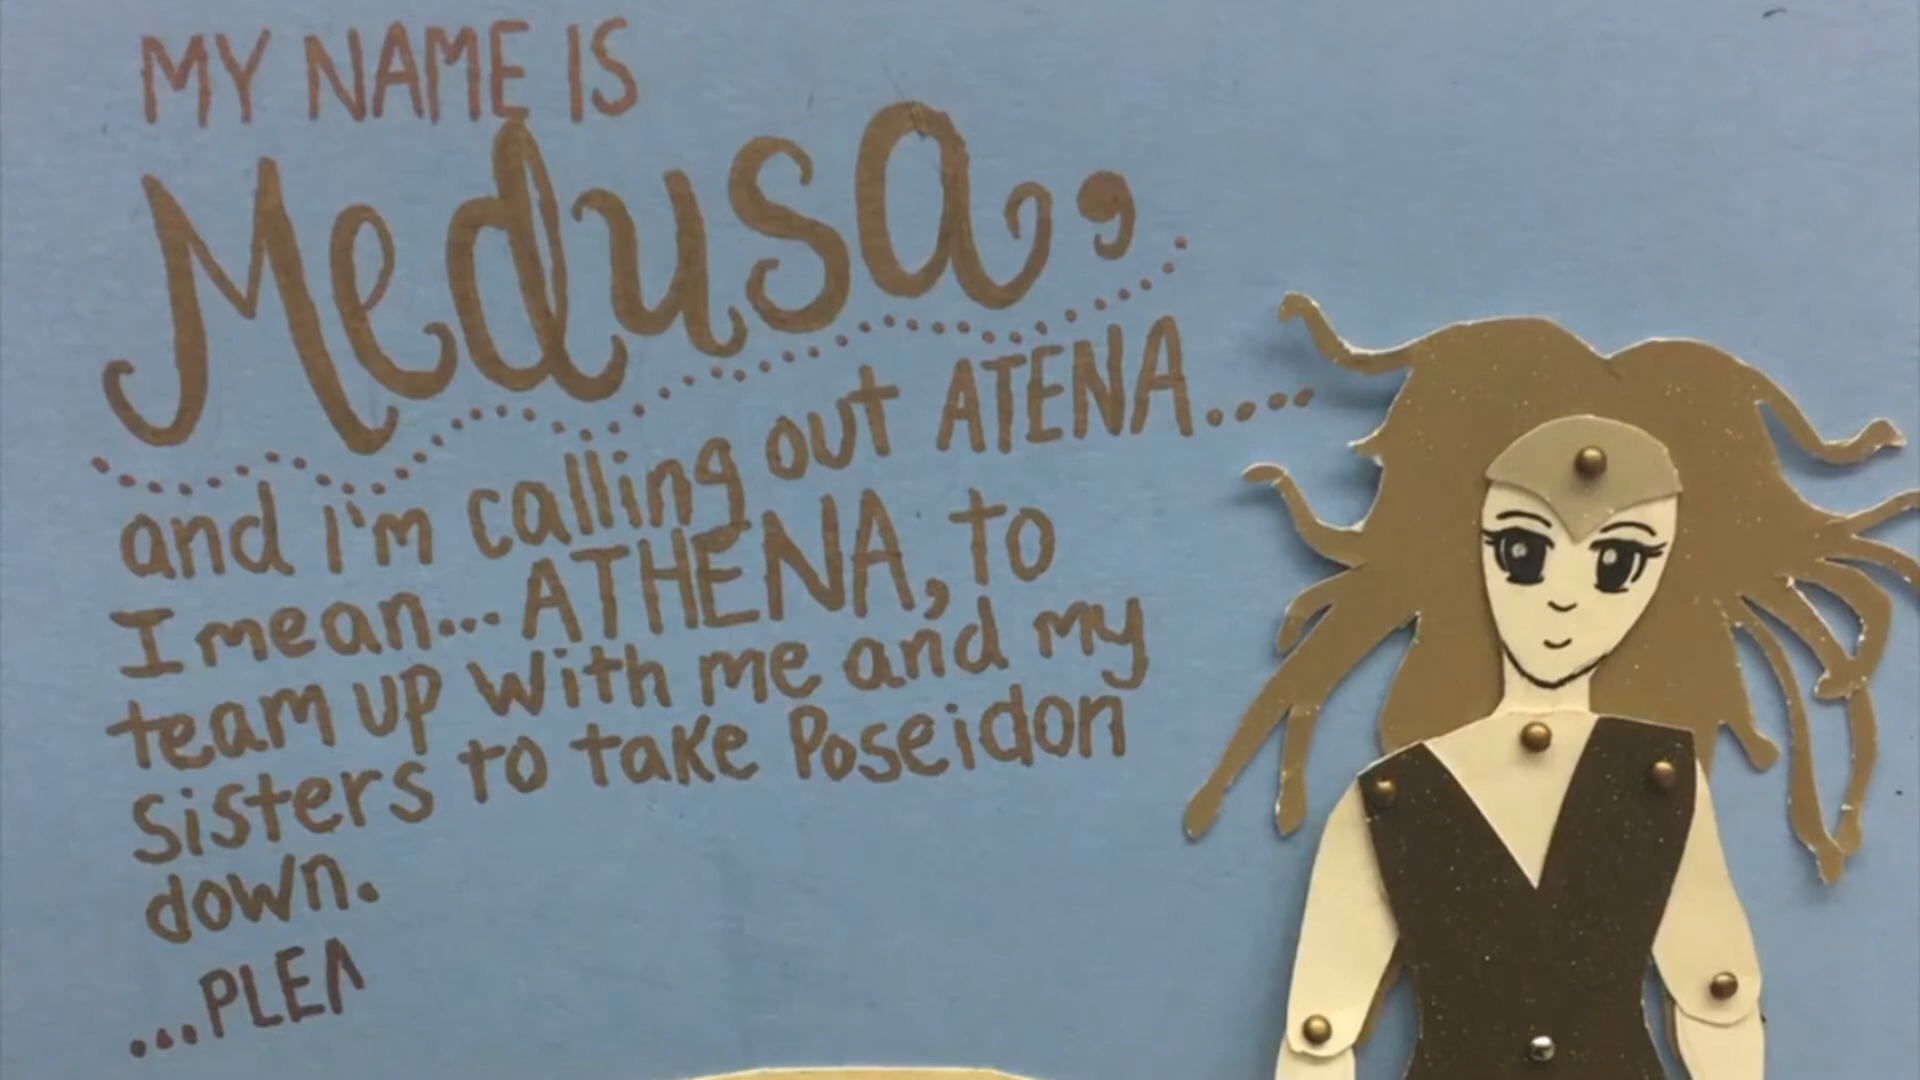 MY NAME IS
Medusa,
and i'm calling out ATENA....
I mean... ATHENA, to
team up with me and my
sisters to take Poseidon
down.
...PLEA